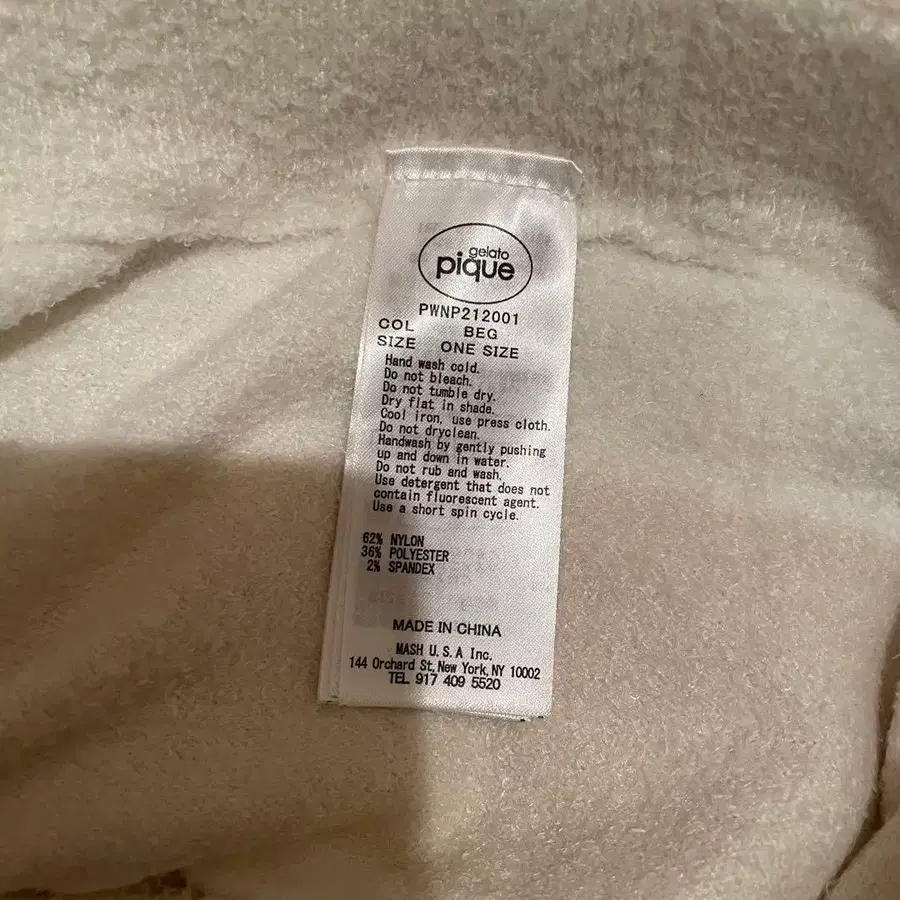 gelato
pique
PWNP212001
COL BEG
SIZE ONE SIZE
Hand wash cold.
Do not bleach.
Do not tumble dry.
Dry flat in shade.
Cool iron, use press cloth.
Do not dryclean.
Handwash by gently pushing
up and down in water.
Do not rub and wash.
Use detergent that does not
contain fluorescent agent.
Use a short spin cycle.
62% NYLON
36% POLYESTER
2% SPANDEX
MADE IN CHINA
MASH U.S.A Inc.
144 Orchard St, New York, NY 10002
TEL 917 409 5520